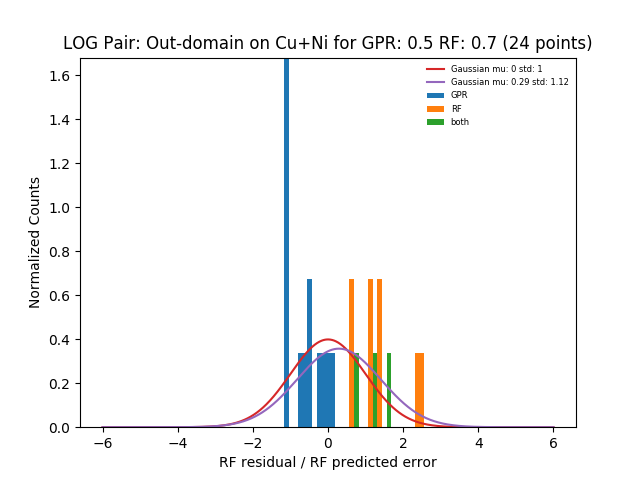 LOG Pair: Out-domain on Cu+Ni for GPR: 0.5 RF: 0.7 (24 points)
Gaussian mu: 0 std: 1
Gaussian mu: 0.29 std: 1.12
GPR
RF
both
Normalized Counts
1.6
1.4
1.2
1.0
0.8
0.6
0.4
0.2
0.0
−6
−4
−2
0
2
4
6
RF residual / RF predicted error